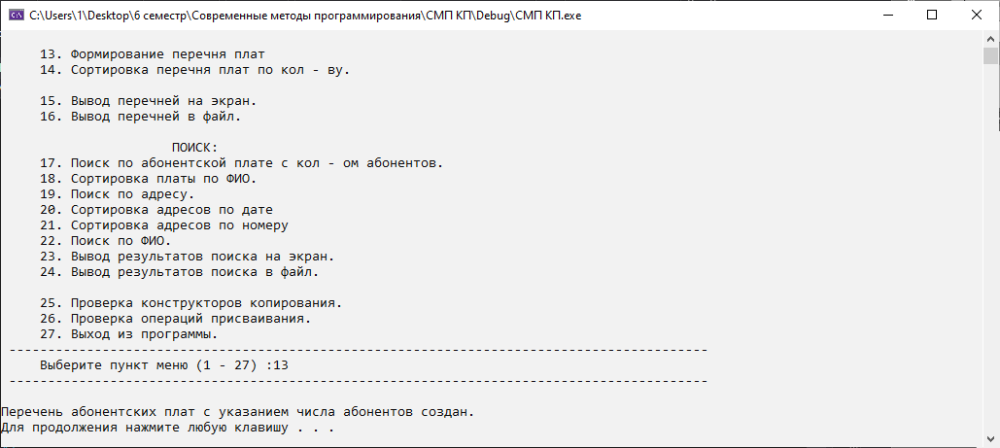 C:\Users\1\Desktop\6 семестр\Современные методы программирования\СМП КП\Debug\СМП КП.exe
13. Формирование перечня плат
14. Сортировка перечня плат по кол - ву.
15. Вывод перечней на экран.
16. Вывод перечней в файл.
ПОИСК:
17. Поиск по абонентской плате с кол - ом абонентов.
18. Сортировка платы по ФИО.
19. Поиск по адресу.
20. Сортировка адресов по дате
21. Сортировка адресов по номеру
22. Поиск по ФИО.
23. Вывод результатов поиска на экран.
24. Вывод результатов поиска в файл.
25. Проверка конструкторов копирования.
26. Проверка операций присваивания.
27. Выход из программы.
------------------------------------------------------------------------------------------
Выберите пункт меню (1 - 27) :13
------------------------------------------------------------------------------------------
Перечень абонентских плат с указанием числа абонентов создан.
Для продолжения нажмите любую клавишу . . .